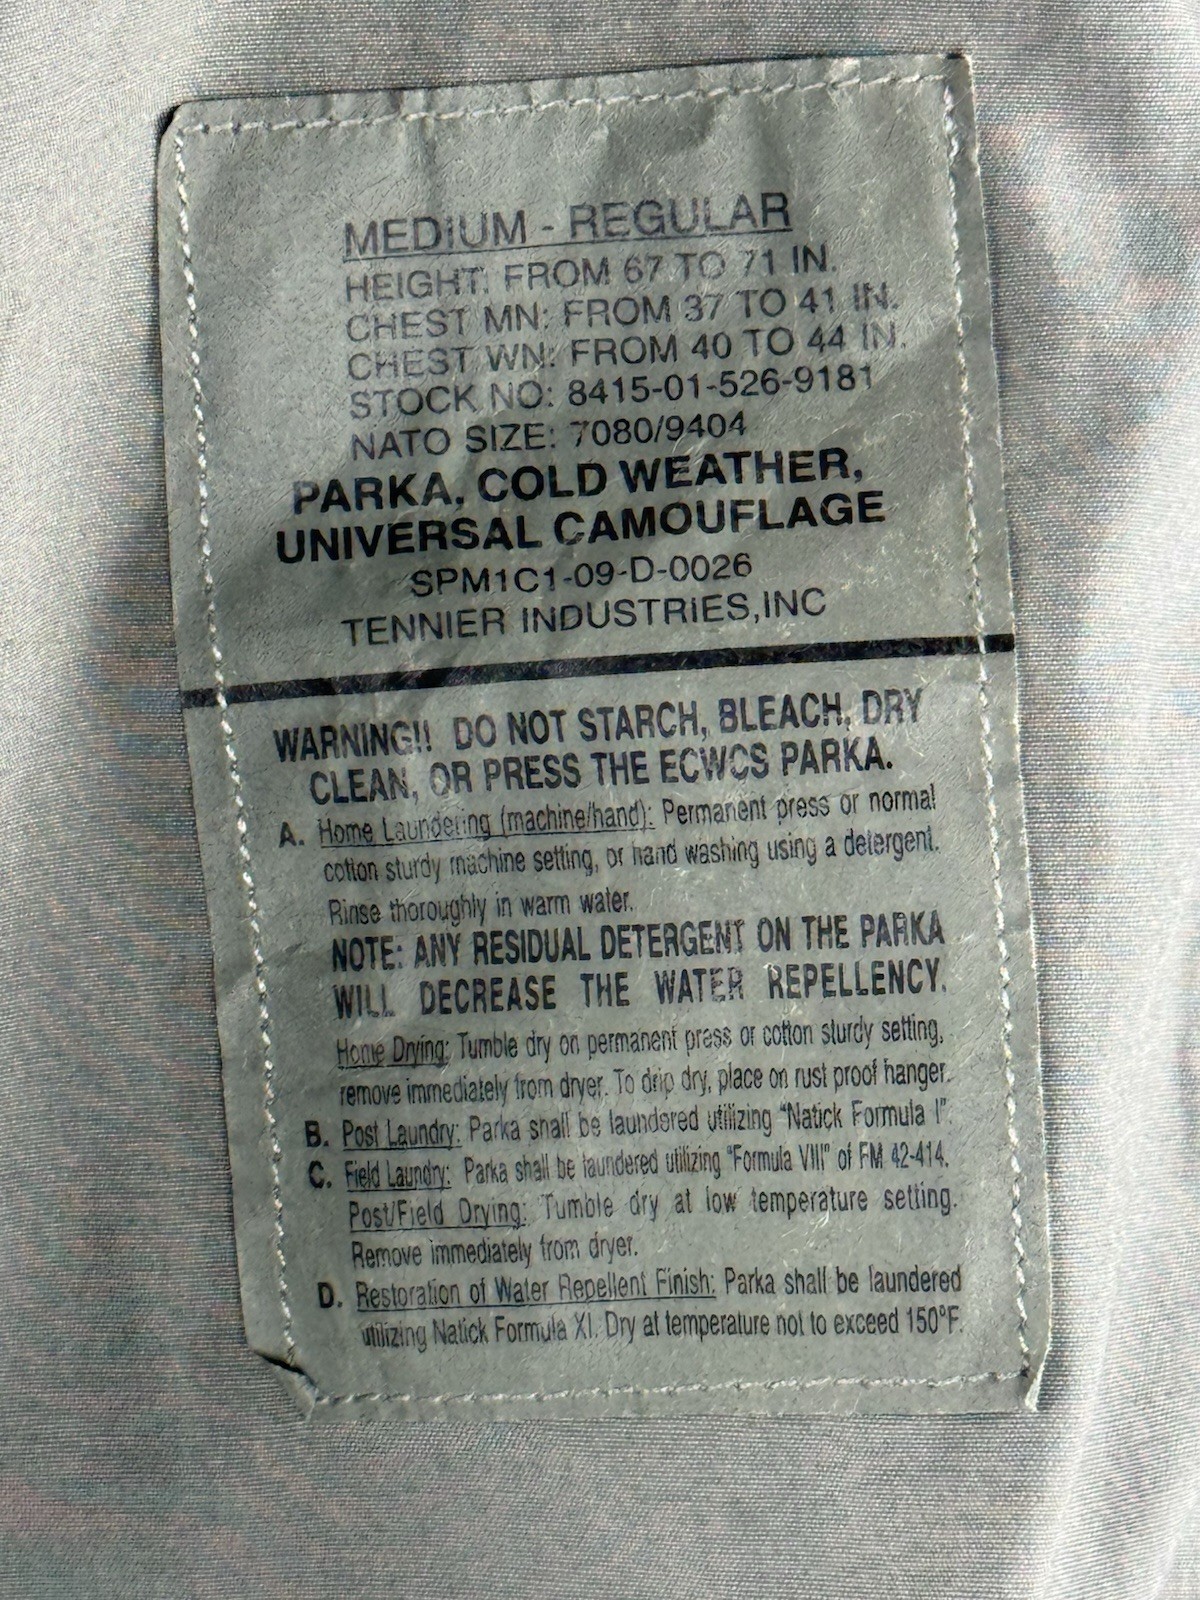 MEDIUM - REGULAR
HEIGHT: FROM 67 TO 71 IN.
CHEST MN: FROM 37 TO 41 IN.
CHEST WN: FROM 40 TO 44 IN.
STOCK NO: 8415-01-526-9181
NATO SIZE: 7080/9404
PARKA, COLD WEATHER,
UNIVERSAL CAMOUFLAGE
SPM1C1-09-D-0026
TENNIER INDUSTRIES,INC
WARNING!! DO NOT STARCH, BLEACH, DRY
CLEAN, OR PRESS THE ECWCS PARKA.
A. Home Laundering (machine/hand): Permanent press or normal
cotton sturdy machine setting, or hand washing using a detergent.
Rinse thoroughly in warm water.
NOTE: ANY RESIDUAL DETERGENT ON THE PARKA
WILL DECREASE THE WATER REPELLENCY.
Home Drying: Tumble dry on permanent press or cotton sturdy setting,
remove immediately from dryer. To drip dry, place on rust proof hanger.
B. Post Laundry: Parka shall be laundered utilizing "Natick Formula I".
C. Field Laundry: Parka shall be laundered utilizing "Formula VIII" of FM 42-414.
Post/Field Drying: Tumble dry at low temperature setting.
Remove immediately from dryer.
D. Restoration of Water Repellent Finish: Parka shall be laundered
utilizing Natick Formula XI. Dry at temperature not to exceed 150°F.